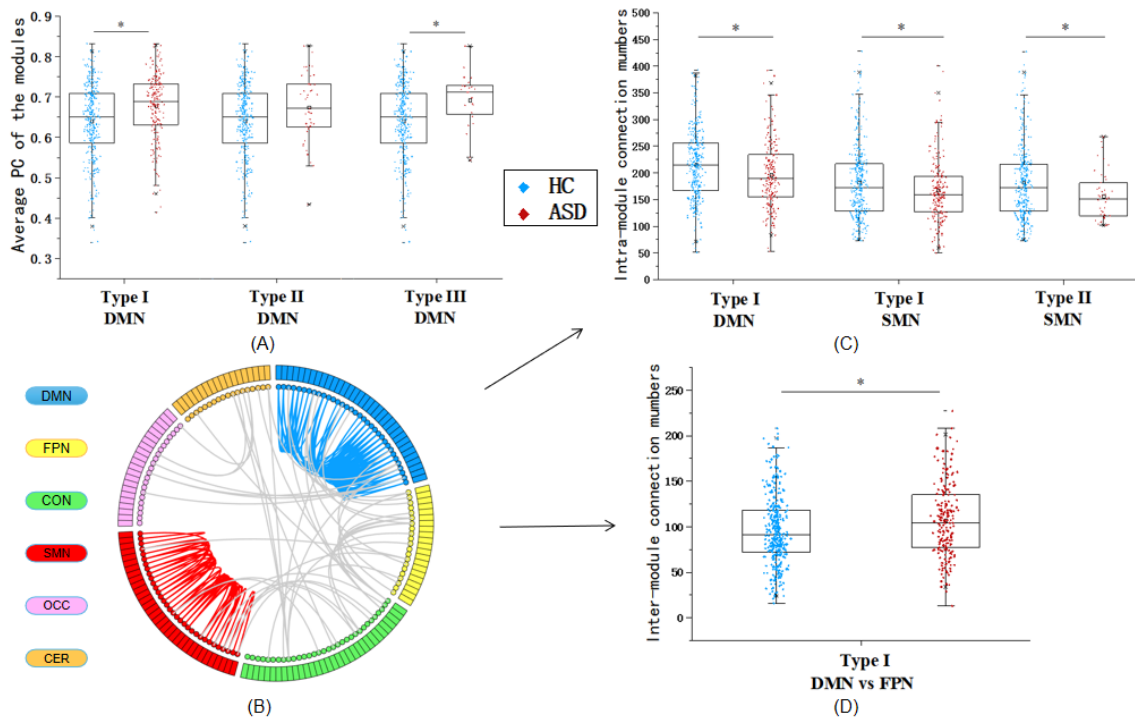 *
*
Average PC of the modules
0.9
0.8
0.7
0.6
0.5
0.4
0.3
Type I
DMN
Type II
DMN
Type III
DMN
(A)
HC
ASD
*
*
*
Intra-module connection mumbers
500
450
400
350
300
250
200
150
100
50
0
Type I
DMN
Type I
SMN
Type II
SMN
(C)
DMN
FPN
CON
SMN
OCC
CER
(B)
*
Inter-module connection numbers
250
200
150
100
50
0
Type I
DMN vs FPN
(D)